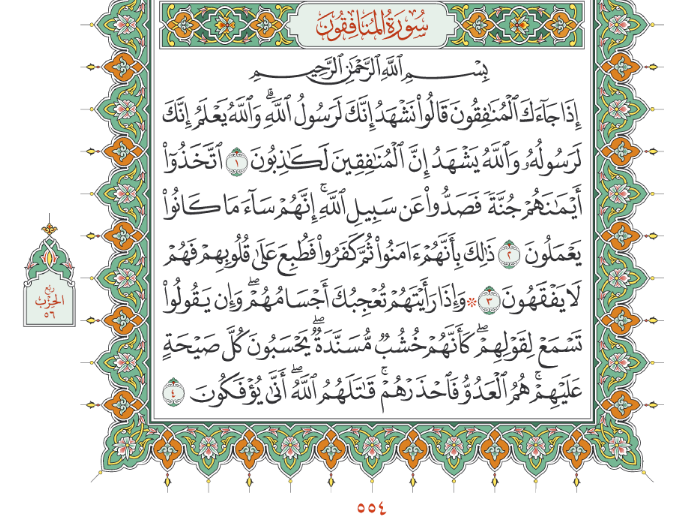 سُورَةُ المُنَافِقُونَ
بِسْمِ ٱللَّهِ ٱلرَّحْمَٰنِ ٱلرَّحِيمِ
إِذَا جَآءَكَ ٱلْمُنَٰفِقُونَ قَالُوا۟ نَشْهَدُ إِنَّكَ لَرَسُولُ ٱللَّهِۗ وَٱللَّهُ يَعْلَمُ إِنَّكَ
لَرَسُولُهُۥ وَٱللَّهُ يَشْهَدُ إِنَّ ٱلْمُنَٰفِقِينَ لَكَٰذِبُونَ ١ ٱتَّخَذُوٓا۟
أَيْمَٰنَهُمْ جُنَّةً فَصَدُّوا۟ عَن سَبِيلِ ٱللَّهِۚ إِنَّهُمْ سَآءَ مَا كَانُوا۟
يَعْمَلُونَ ٢ ذَٰلِكَ بِأَنَّهُمْ ءَامَنُوا۟ ثُمَّ كَفَرُوا۟ فَطُبِعَ عَلَىٰ قُلُوبِهِمْ فَهُمْ
لَا يَفْقَهُونَ ٣ ۞ وَإِذَا رَأَيْتَهُمْ تُعْجِبُكَ أَجْسَامُهُمْۖ وَإِن يَقُولُوا۟
تَسْمَعْ لِقَوْلِهِمْۖ كَأَنَّهُمْ خُشُبٌ مُّسَنَّدَةٌۖ يَحْسَبُونَ كُلَّ صَيْحَةٍ
عَلَيْهِمْۚ هُمُ ٱلْعَدُوُّ فَٱحْذَرْهُمْۚ قَٰتَلَهُمُ ٱللَّهُۖ أَنَّىٰ يُؤْفَكُونَ ٤
ربع
الحزب
٥٦
٥٥٤